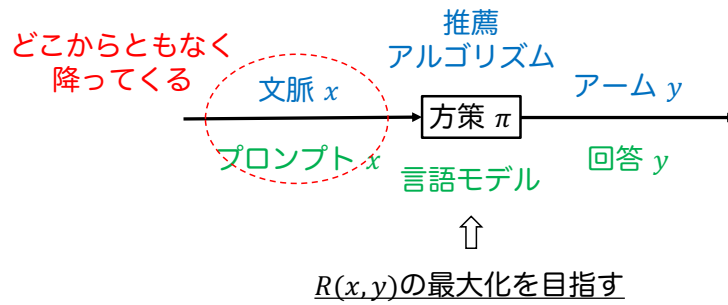 推薦
アルゴリズム
どこからともなく
降ってくる
文脈 x
アーム y
方策 π
プロンプト x
言語モデル
回答 y
R(x, y)の最大化を目指す